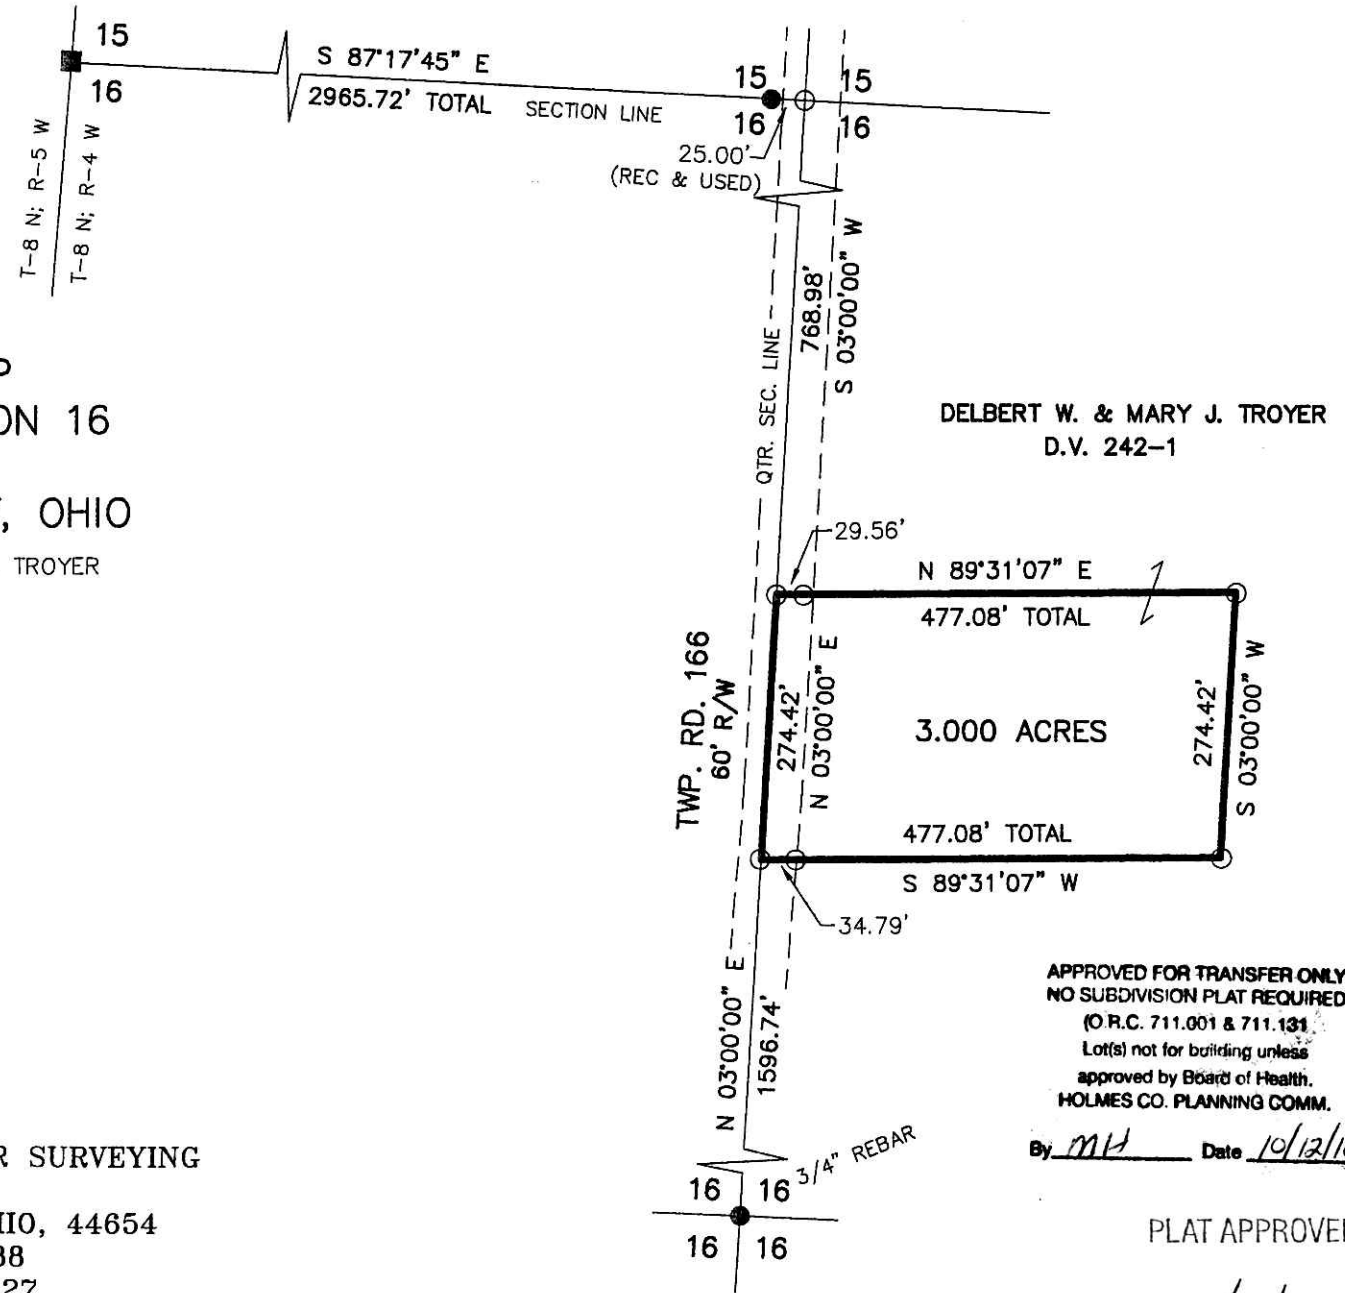 15
16
T-8 N; R-5 W
T-8 N; R-4 W
S 87°17'45" E
2965.72' TOTAL
SECTION LINE
15
15
16
16
25.00'
(REC & USED)
QTR. SEC. LINE
768.98'
S 03°00'00" W
P
ON 16
, OHIO
TROYER
DELBERT W. & MARY J. TROYER
D.V. 242-1
29.56'
N 89°31'07" E
477.08' TOTAL
TWP. RD. 166
60' R/W
274.42'
N 03°00'00" E
3.000 ACRES
274.42'
S 03°00'00" W
477.08' TOTAL
S 89°31'07" W
34.79'
N 03°00'00" E
1596.74'
3/4" REBAR
16
16
16
16
APPROVED FOR TRANSFER ONLY
NO SUBDIVISION PLAT REQUIRED
(O.R.C. 711.001 & 711.131
Lot(s) not for building unless
approved by Board of Health.
HOLMES CO. PLANNING COMM.
By MH Date 10/12/1
PLAT APPROVE
R SURVEYING
IO, 44654
38
27